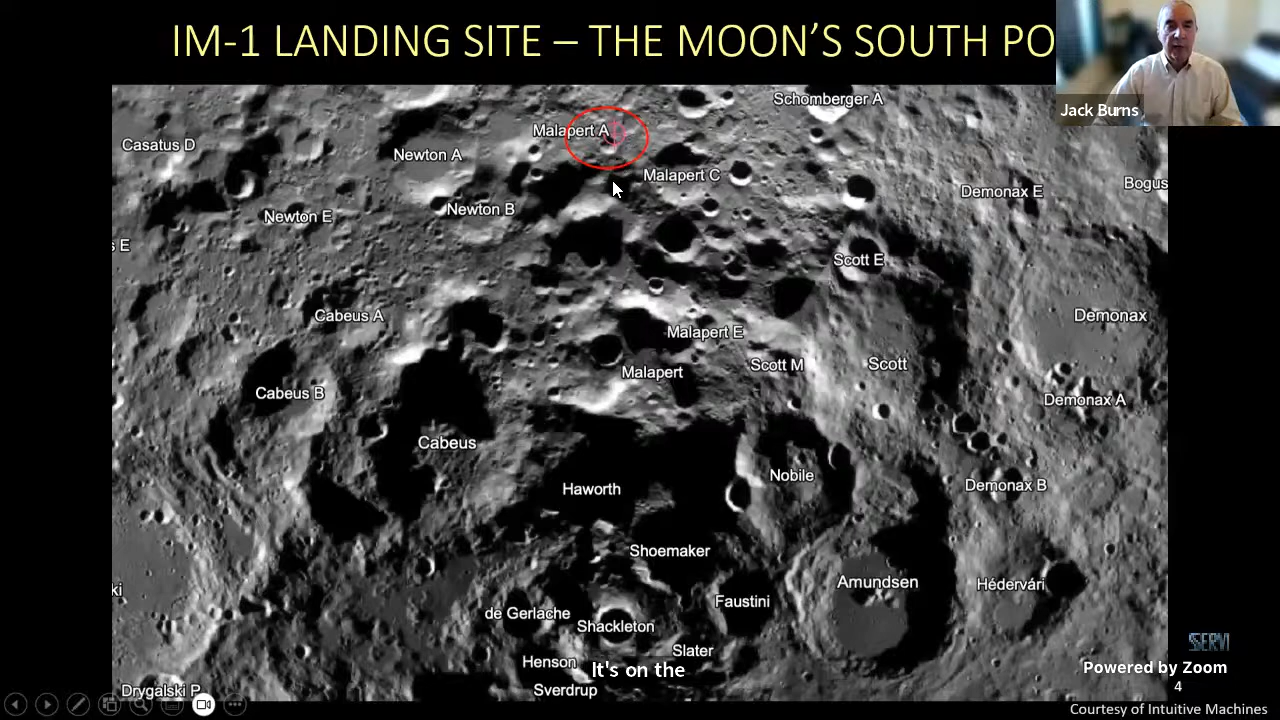 IM-1 LANDING SITE – THE MOON’S SOUTH PO
Jack Burns
Schomberger A
Malapert A
Casatus D
Newton A
Malapert C
Bogus
Demonax E
Newton B
Newton E
s E
Scott E
Cabeus A
Demonax
Malapert E
Scott M
Scott
Malapert
Cabeus B
Demonax A
Cabeus
Nobile
Demonax B
Haworth
Shoemaker
Amundsen
Hédervári
ki
Faustini
de Gerlache
Shackleton
Slater
Henson
It's on the
Sverdrup
Drygalski P
SERVI
Powered by Zoom
4
Courtesy of Intuitive Machines